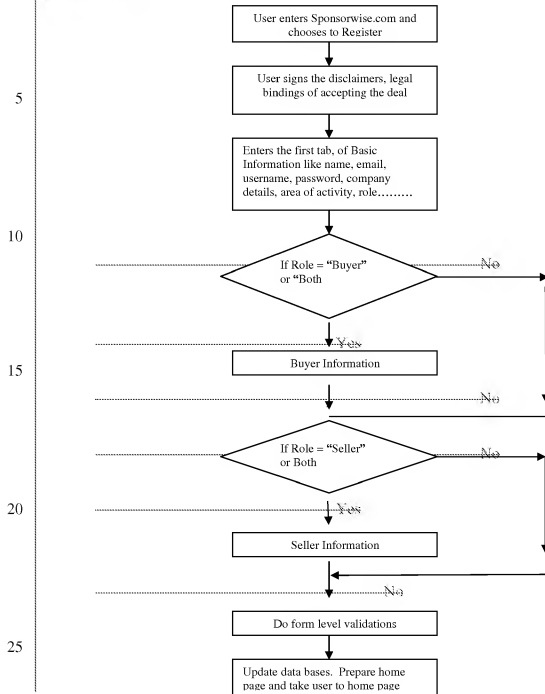 User enters Sponsorwise.com and
chooses to Register
5
User signs the disclaimers, legal
bindings of accepting the deal
Enters the first tab, of Basic
Information like name, email,
username, password, company
details, area of activity, role………
10
If Role = “Buyer”
or “Both
No
Yes
15
Buyer Information
No
If Role = “Seller”
or Both
No
20
Yes
Seller Information
No
Do form level validations
25
Update data bases. Prepare home
page and take user to home page